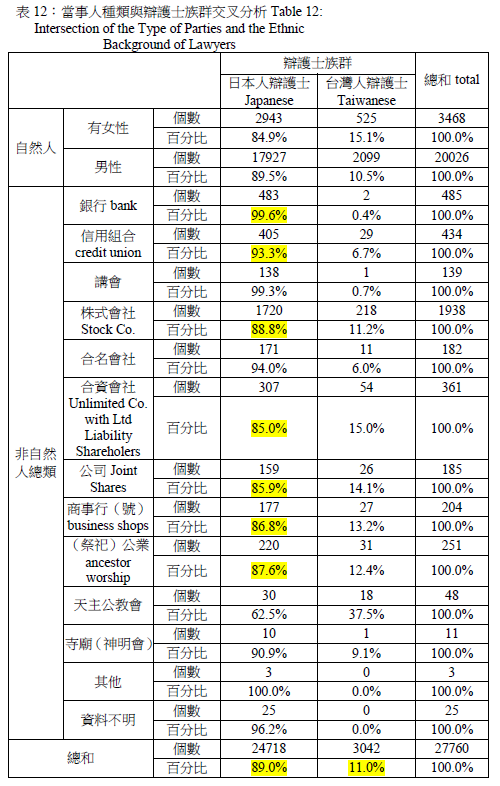 表 12：當事人種類與辯護士族群交叉分析 Table 12:
Intersection of the Type of Parties and the Ethnic
Background of Lawyers
辯護士族群
總和 total
日本人辯護士
Japanese
台灣人辯護士
Taiwanese
自然人
有女性
個數 2943 525 3468
百分比 84.9% 15.1% 100.0%
男性
個數 17927 2099 20026
百分比 89.5% 10.5% 100.0%
非自然
人總類
銀行 bank
個數 483 2 485
百分比 99.6% 0.4% 100.0%
信用組合
credit union
個數 405 29 434
百分比 93.3% 6.7% 100.0%
講會
個數 138 1 139
百分比 99.3% 0.7% 100.0%
株式會社
Stock Co.
個數 1720 218 1938
百分比 88.8% 11.2% 100.0%
合名會社
個數 171 11 182
百分比 94.0% 6.0% 100.0%
合資會社
Unlimited Co.
with Ltd
Liability
Shareholers
個數 307 54 361
百分比 85.0% 15.0% 100.0%
公司 Joint
Shares
個數 159 26 185
百分比 85.9% 14.1% 100.0%
商事行（號）
business shops
個數 177 27 204
百分比 86.8% 13.2% 100.0%
（祭祀）公業
ancestor
worship
個數 220 31 251
百分比 87.6% 12.4% 100.0%
天主公教會
個數 30 18 48
百分比 62.5% 37.5% 100.0%
寺廟（神明會）
個數 10 1 11
百分比 90.9% 9.1% 100.0%
其他
個數 3 0 3
百分比 100.0% 0.0% 100.0%
資料不明
個數 25 0 25
百分比 96.2% 0.0% 100.0%
總和
個數 24718 3042 27760
百分比 89.0% 11.0% 100.0%